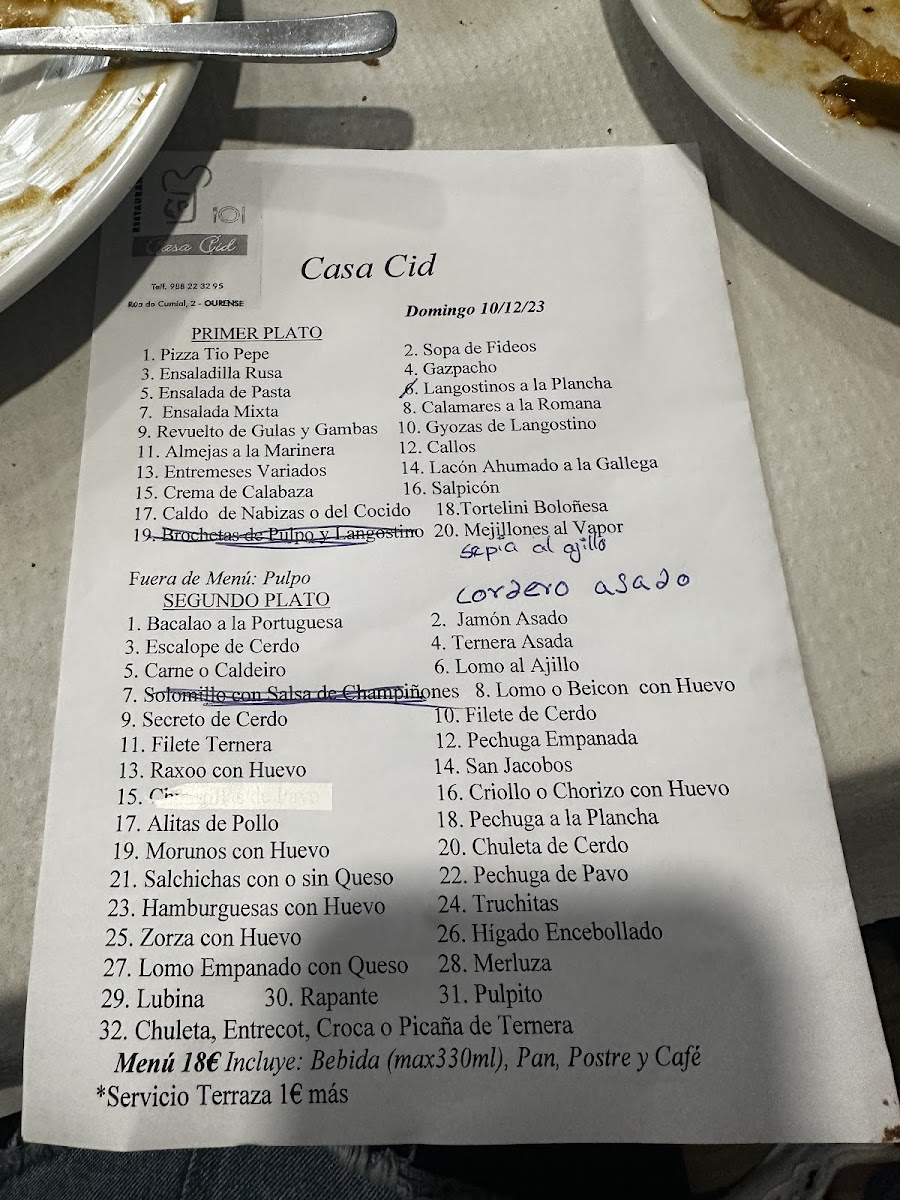 RESTAURAN
Casa Cid
Telf. 988 22 32 95
Rúa do Cumial, 2 - OURENSE
Casa Cid
Domingo 10/12/23
PRIMER PLATO
1. Pizza Tio Pepe 2. Sopa de Fideos
3. Ensaladilla Rusa 4. Gazpacho
5. Ensalada de Pasta 6. Langostinos a la Plancha
7. Ensalada Mixta 8. Calamares a la Romana
9. Revuelto de Gulas y Gambas 10. Gyozas de Langostino
11. Almejas a la Marinera 12. Callos
13. Entremeses Variados 14. Lacón Ahumado a la Gallega
15. Crema de Calabaza 16. Salpicón
17. Caldo de Nabizas o del Cocido 18.Tortelini Boloñesa
19. Brochetas de Pulpo y Langostino 20. Mejillones al Vapor
sepia al ajillo
Fuera de Menú: Pulpo
cordero asado
SEGUNDO PLATO
1. Bacalao a la Portuguesa 2. Jamón Asado
3. Escalope de Cerdo 4. Ternera Asada
5. Carne o Caldeiro 6. Lomo al Ajillo
7. Solomillo con Salsa de Champiñones 8. Lomo o Beicon con Huevo
9. Secreto de Cerdo 10. Filete de Cerdo
11. Filete Ternera 12. Pechuga Empanada
13. Raxoo con Huevo 14. San Jacobos
15. de Pavo 16. Criollo o Chorizo con Huevo
17. Alitas de Pollo 18. Pechuga a la Plancha
19. Morunos con Huevo 20. Chuleta de Cerdo
21. Salchichas con o sin Queso 22. Pechuga de Pavo
23. Hamburguesas con Huevo 24. Truchitas
25. Zorza con Huevo 26. Hígado Encebollado
27. Lomo Empanado con Queso 28. Merluza
29. Lubina 30. Rapante 31. Pulpito
32. Chuleta, Entrecot, Croca o Picaña de Ternera
Menú 18€ Incluye: Bebida (max330ml), Pan, Postre y Café
*Servicio Terraza 1€ más